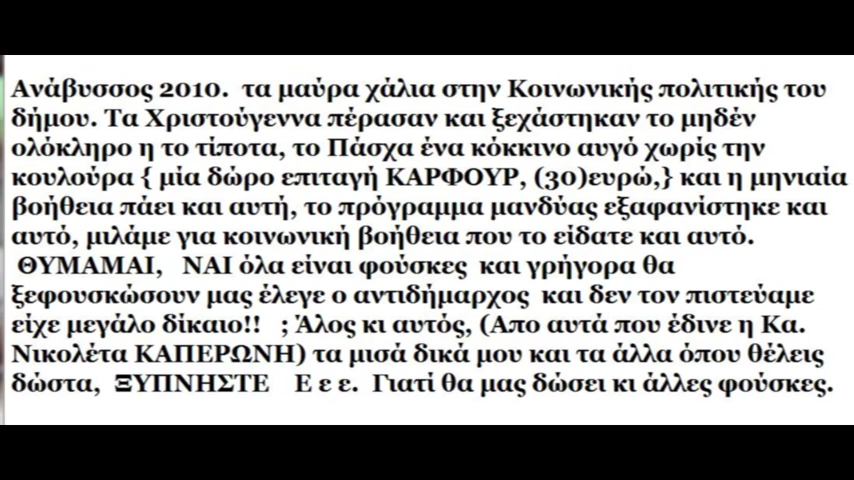 Ανάβυσσος 2010.  τα μαύρα χάλια στην Κοινωνικής πολιτικής του
δήμου. Τα Χριστούγεννα πέρασαν και ξεχάστηκαν το μηδέν
ολόκληρο η το τίποτα, το Πάσχα ένα κόκκινο αυγό χωρίς την
κουλούρα { μία δώρο επιταγή ΚΑΡΦΟΥΡ, (30)ευρώ,} και η μηνιαία
βοήθεια πάει και αυτή, το πρόγραμμα μανδύας εξαφανίστηκε και
αυτό, μιλάμε για κοινωνική βοήθεια που το είδατε και αυτό.
ΘΥΜΑΜΑΙ,   ΝΑΙ όλα είναι φούσκες  και γρήγορα θα
ξεφουσκώσουν μας έλεγε ο αντιδήμαρχος  και δεν τον πιστεύαμε
είχε μεγάλο δίκαιο!!   ; Άλος κι αυτός, (Απο αυτά που έδινε η Κα.
Νικολέτα ΚΑΠΕΡΩΝΗ) τα μισά δικά μου και τα άλλα όπου θέλεις
δώστα,  ΞΥΠΝΗΣΤΕ   Ε ε ε.  Γιατί θα μας δώσει κι άλλες φούσκες.